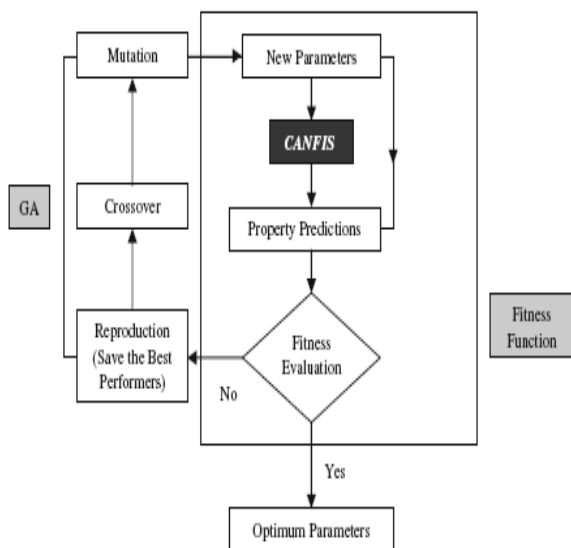 Mutation
New Parameters
CANFIS
GA
Crossover
Property Predictions
Reproduction
(Save the Best
Performers)
Fitness
Evaluation
Fitness
Function
No
Yes
Optimum Parameters